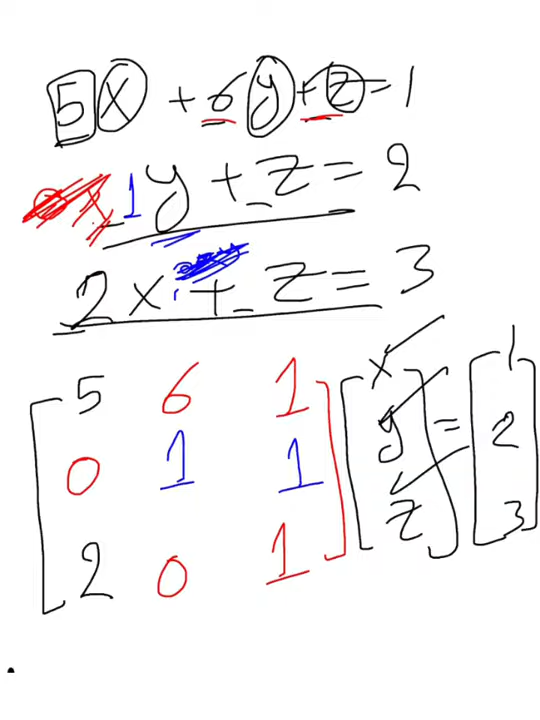 5x + 6y + z = 1
1y + z = 2
2x + z = 3
[5 6 1] [x] = [1]
[0 1 1] [y] = [2]
[2 0 1] [z] = [3]